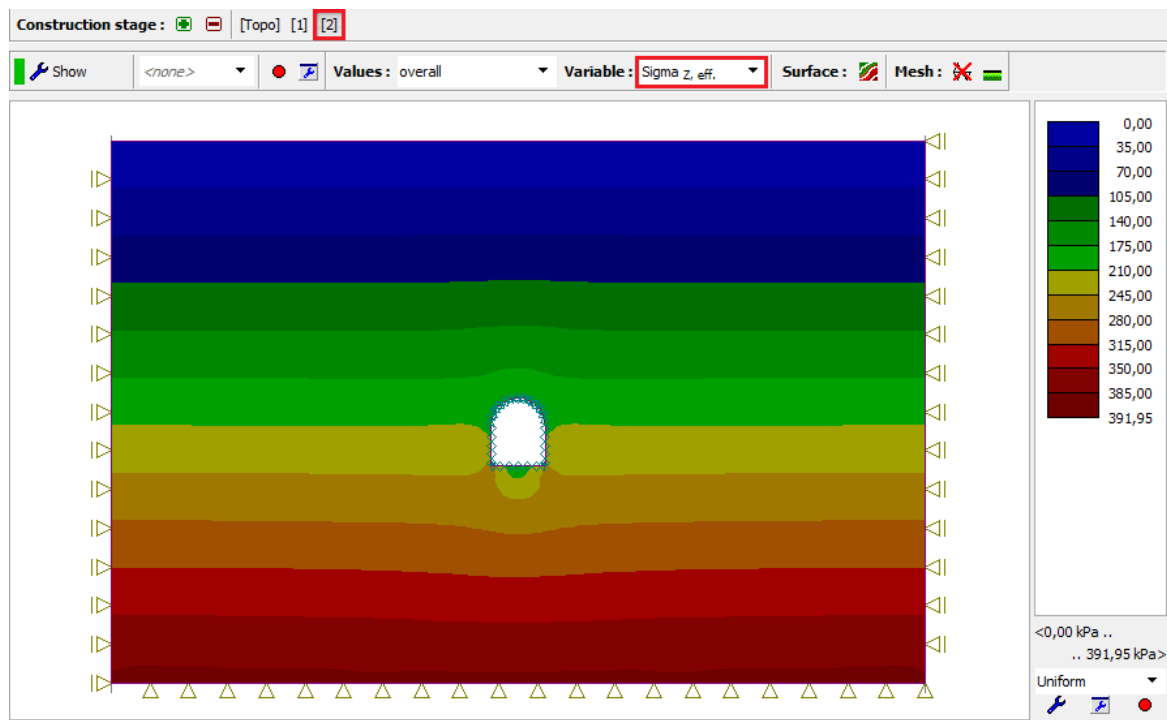 Construction stage : [Topo] [1] [2]
Show <none> Values : overall Variable : Sigma Z, eff. Surface : Mesh :
0,00
35,00
70,00
105,00
140,00
175,00
210,00
245,00
280,00
315,00
350,00
385,00
391,95
<0,00 kPa ..
.. 391,95 kPa>
Uniform